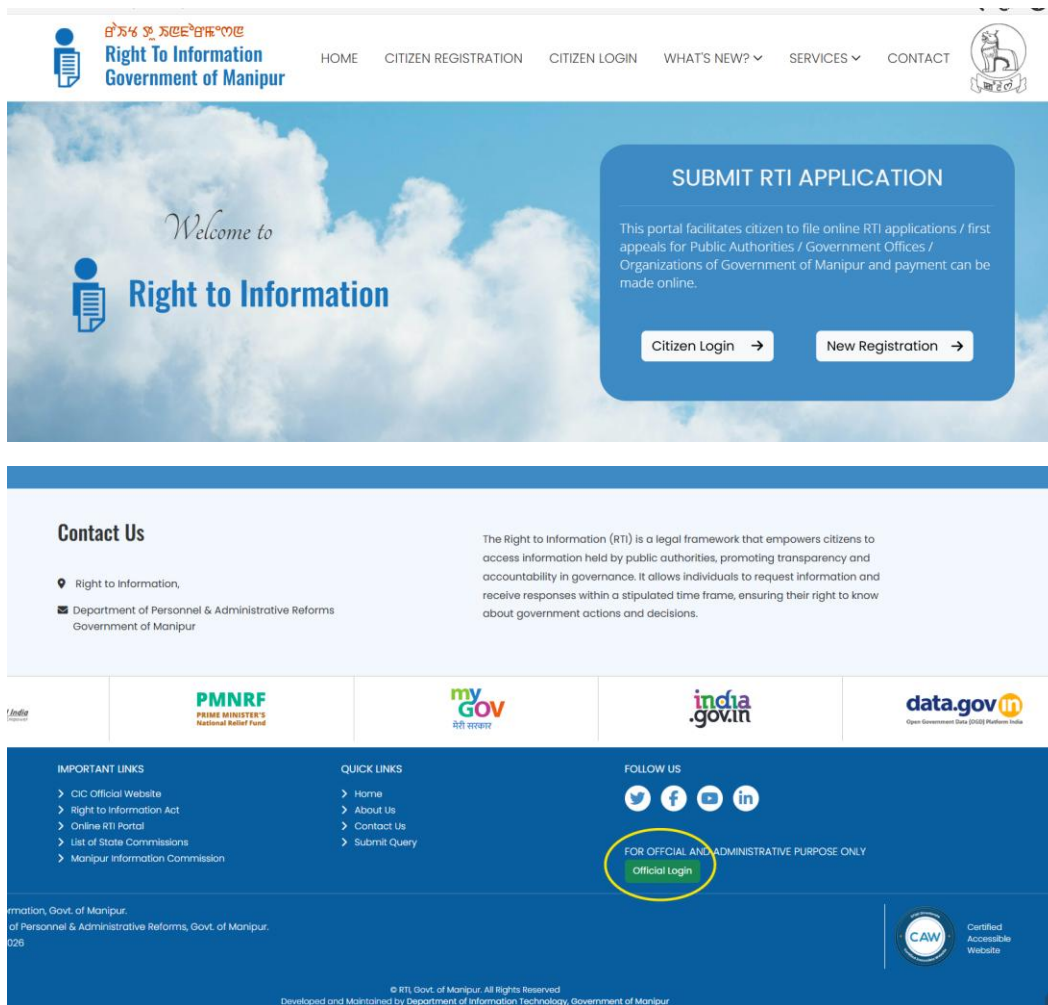 Right To Information
Government of Manipur
HOME CITIZEN REGISTRATION CITIZEN LOGIN WHAT'S NEW? SERVICES CONTACT
Welcome to
Right to Information
SUBMIT RTI APPLICATION
This portal facilitates citizen to file online RTI applications / first
appeals for Public Authorities / Government Offices /
Organizations of Government of Manipur and payment can be
made online.
Citizen Login → New Registration →
Contact Us
Right to Information,
Department of Personnel & Administrative Reforms
Government of Manipur
The Right to Information (RTI) is a legal framework that empowers citizens to
access information held by public authorities, promoting transparency and
accountability in governance. It allows individuals to request information and
receive responses within a stipulated time frame, ensuring their right to know
about government actions and decisions.
PMNRF
PRIME MINISTER'S
National Relief Fund
my
GOV
मेरी सरकार
india
.gov.in
data.gov in
Open Government Data (OGD) Platform India
IMPORTANT LINKS
CIC Official Website
Right to Information Act
Online RTI Portal
List of State Commissions
Manipur Information Commission
QUICK LINKS
Home
About Us
Contact Us
Submit Query
FOLLOW US
FOR OFFCIAL AND ADMINISTRATIVE PURPOSE ONLY
Official Login
rmation, Govt. of Manipur.
of Personnel & Administrative Reforms, Govt. of Manipur.
026
CAW
Certified
Accessible
Website
© RTI, Govt. of Manipur. All Rights Reserved
Developed and Maintained by Department of Information Technology, Government of Manipur